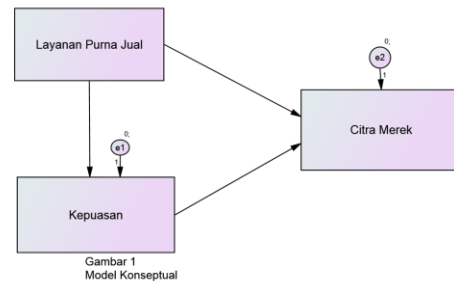 Layanan Purna Jual
0;
e2
1
Citra Merek
0;
e1
1
Kepuasan
Gambar 1
Model Konseptual